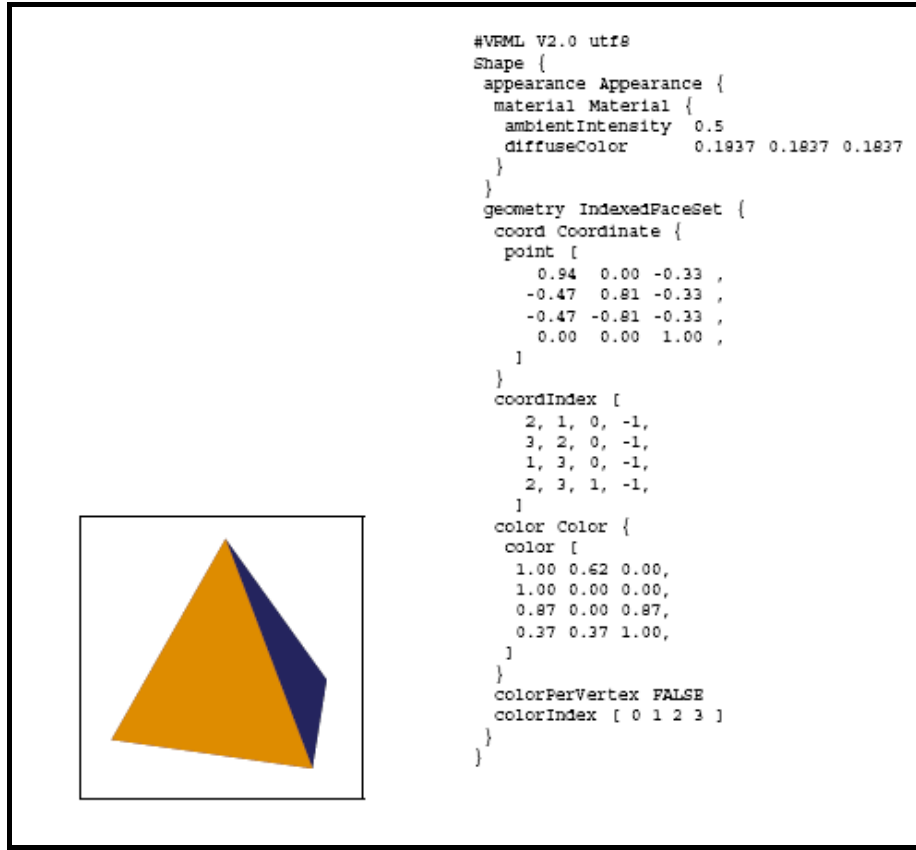 #VRML V2.0 utf8
Shape {
 appearance Appearance {
  material Material {
   ambientIntensity  0.5
   diffuseColor      0.1837 0.1837 0.1837
  }
 }
 geometry IndexedFaceSet {
  coord Coordinate {
   point [
      0.94  0.00 -0.33 ,
     -0.47  0.81 -0.33 ,
     -0.47 -0.81 -0.33 ,
      0.00  0.00  1.00 ,
    ]
  }
  coordIndex [
     2, 1, 0, -1,
     3, 2, 0, -1,
     1, 3, 0, -1,
     2, 3, 1, -1,
    ]
  color Color {
   color [
    1.00 0.62 0.00,
    1.00 0.00 0.00,
    0.87 0.00 0.87,
    0.37 0.37 1.00,
   ]
  }
  colorPerVertex FALSE
  colorIndex [ 0 1 2 3 ]
 }
}